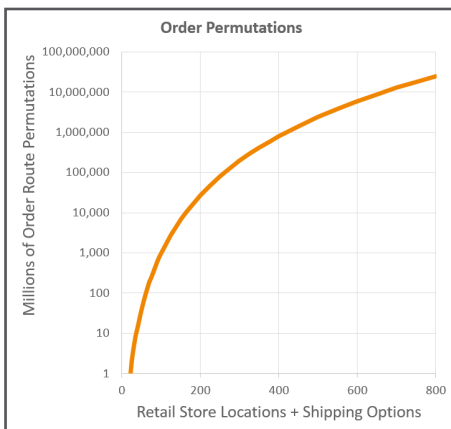 Order Permutations
100,000,000
10,000,000
1,000,000
100,000
10,000
1,000
100
10
1
Millions of Order Route Permutations
0 200 400 600 800
Retail Store Locations + Shipping Options